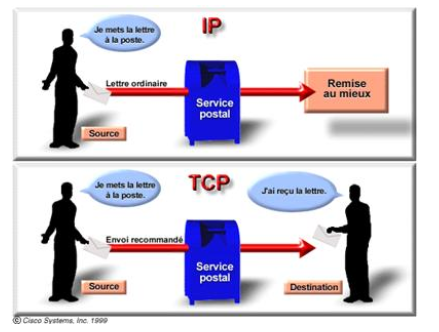 IP
Je mets la lettre
à la poste.
Lettre ordinaire
Service
postal
Remise
au mieux
Source
TCP
Je mets la lettre
à la poste.
J'ai reçu la lettre.
Envoi recommandé
Service
postal
Source
Destination
© Cisco Systems, Inc. 1999